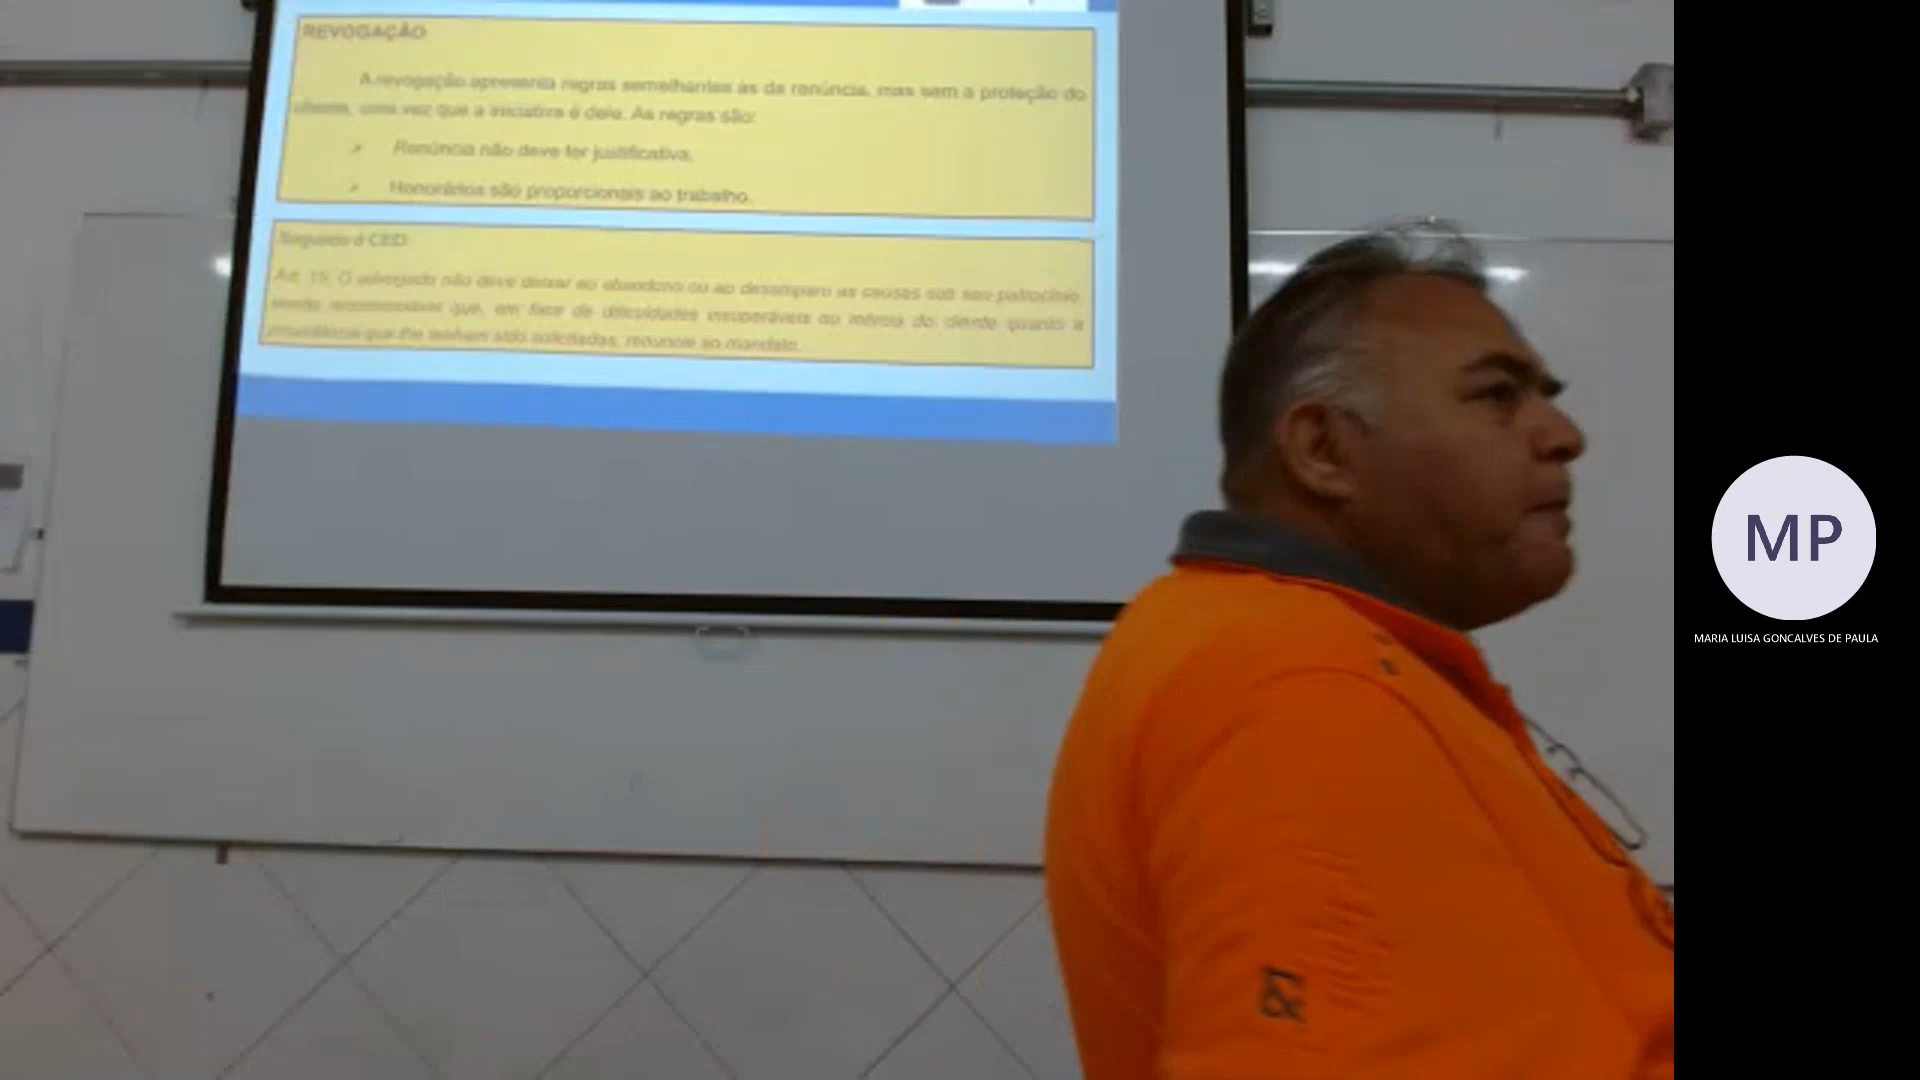 REVOGAÇÃO
A revogação apresenta regras semelhantes às da renúncia, mas sem a proteção do
cliente, uma vez que a iniciativa é dele. As regras são:
Renúncia não deve ter justificativa;
Honorários são proporcionais ao trabalho.
Segundo o CED:
Art. 15. O advogado não deve deixar ao abandono ou ao desamparo as causas sob seu patrocínio,
sendo recomendável que, em face de dificuldades insuperáveis ou inércia do cliente quanto a
providências que lhe tenham sido solicitadas, renuncie ao mandato.
MP
MARIA LUISA GONCALVES DE PAULA